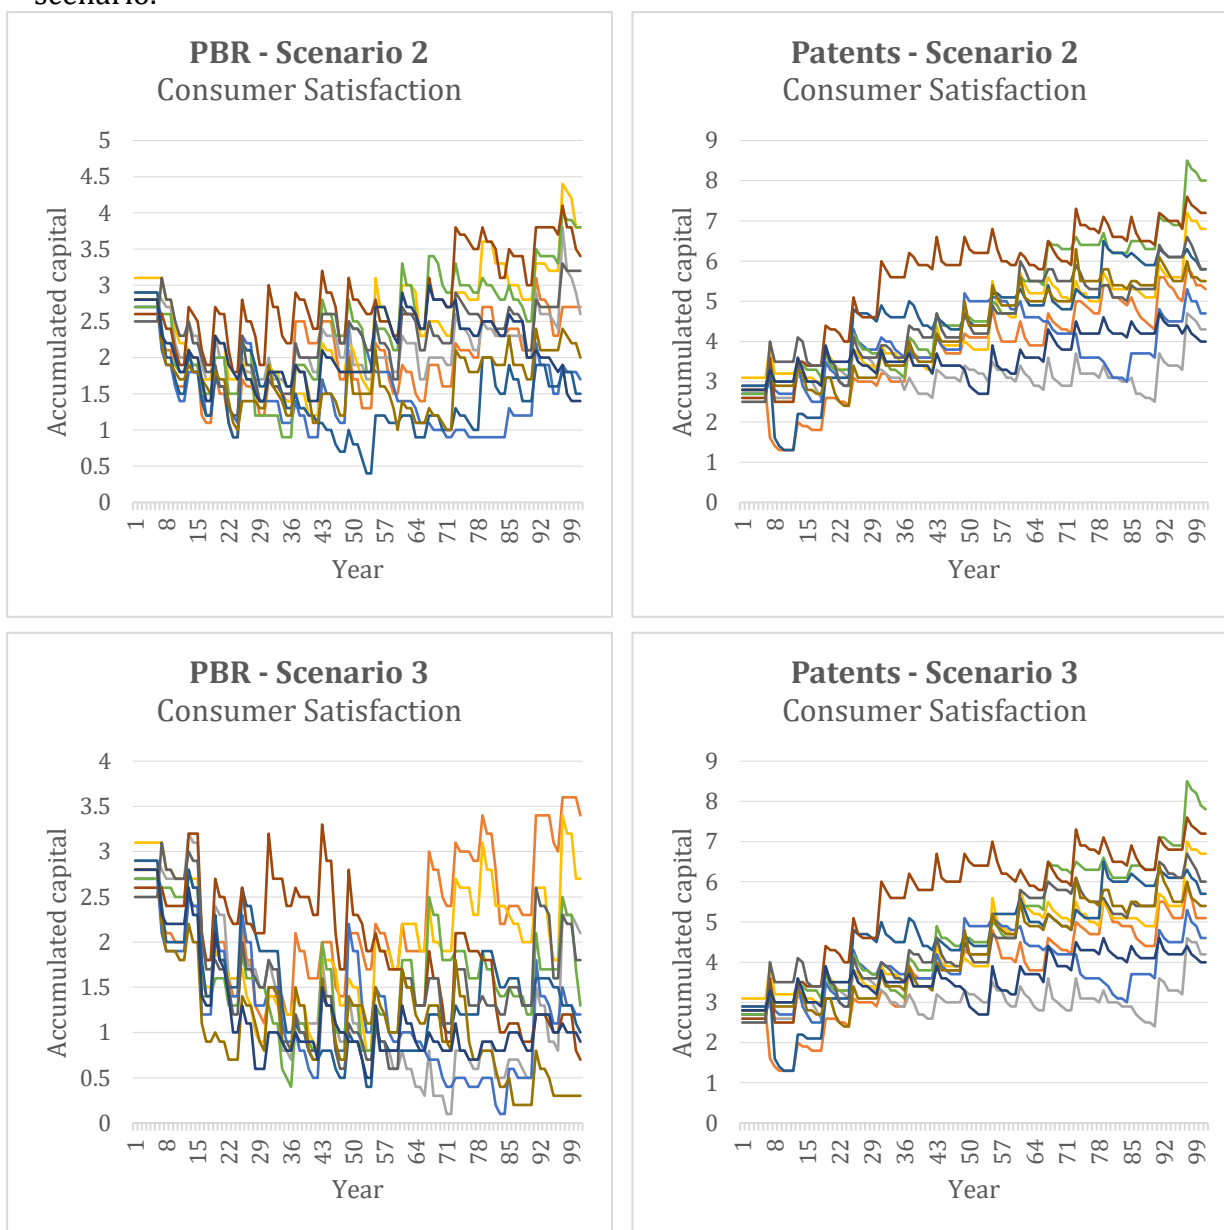 scenario.
PBR - Scenario 2
Consumer Satisfaction
Accumulated capital
5
4.5
4
3.5
3
2.5
2
1.5
1
0.5
0
1 8 15 22 29 36 43 50 57 64 71 78 85 92 99
Year
Patents - Scenario 2
Consumer Satisfaction
Accumulated capital
9
8
7
6
5
4
3
2
1
0
1 8 15 22 29 36 43 50 57 64 71 78 85 92 99
Year
PBR - Scenario 3
Consumer Satisfaction
Accumulated capital
4
3.5
3
2.5
2
1.5
1
0.5
0
1 8 15 22 29 36 43 50 57 64 71 78 85 92 99
Year
Patents - Scenario 3
Consumer Satisfaction
Accumulated capital
9
8
7
6
5
4
3
2
1
0
1 8 15 22 29 36 43 50 57 64 71 78 85 92 99
Year